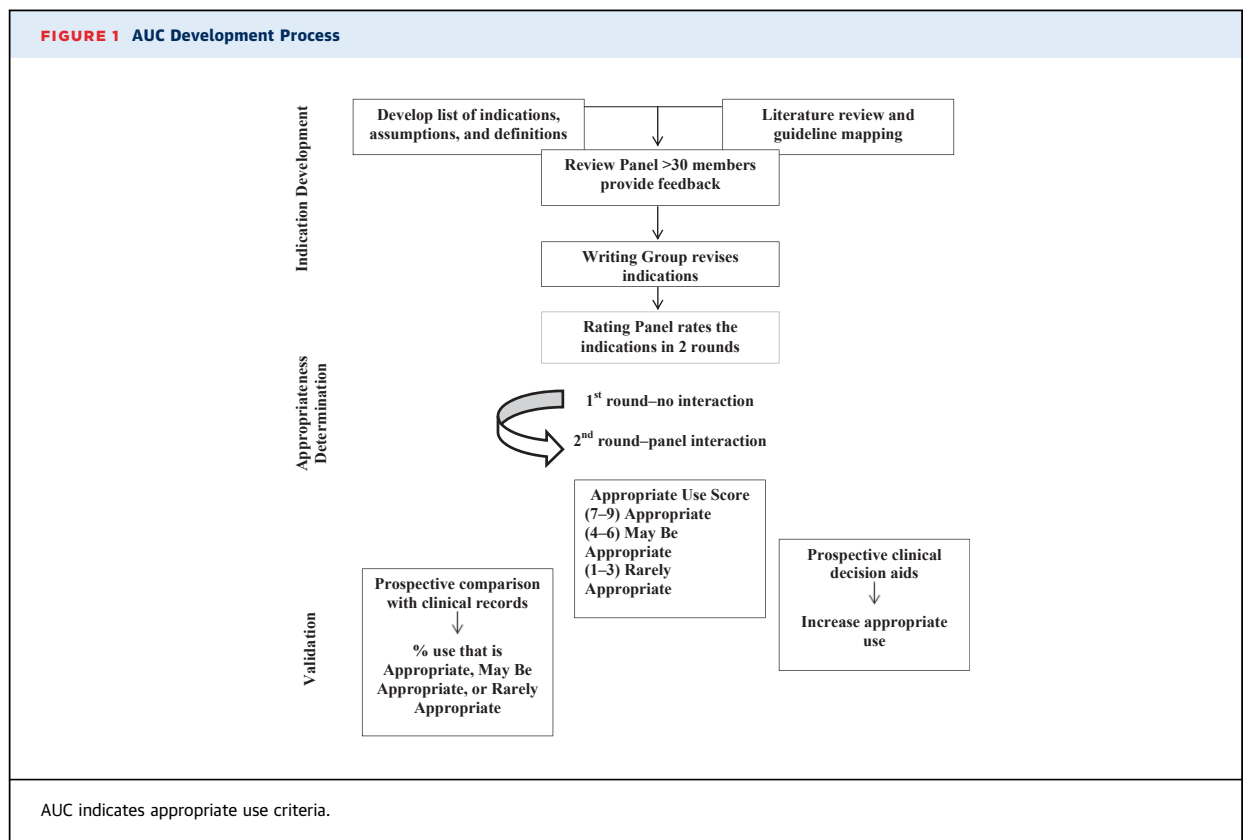 FIGURE 1 AUC Development Process
Indication Development
Develop list of indications,
assumptions, and definitions
Literature review and
guideline mapping
Review Panel >30 members
provide feedback
Writing Group revises
indications
Appropriateness
Determination
Rating Panel rates the
indications in 2 rounds
1st round–no interaction
2nd round–panel interaction
Appropriate Use Score
(7–9) Appropriate
(4–6) May Be
Appropriate
(1–3) Rarely
Appropriate
Validation
Prospective comparison
with clinical records
% use that is
Appropriate, May Be
Appropriate, or Rarely
Appropriate
Prospective clinical
decision aids
Increase appropriate
use
AUC indicates appropriate use criteria.